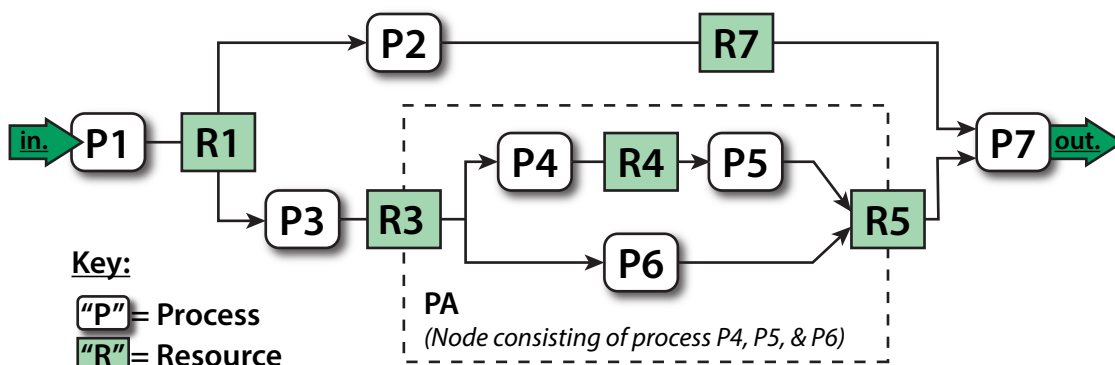 P2
R7
in.
P1
R1
P4
R4
P5
P7
out.
P3
R3
R5
P6
Key:
"P" = Process
"R" = Resource
PA
(Node consisting of process P4, P5, & P6)